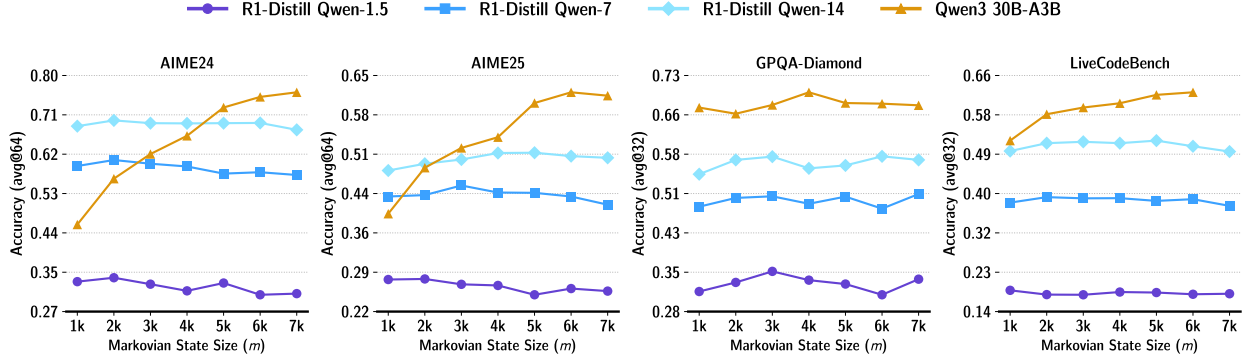 R1-Distill Qwen-1.5
R1-Distill Qwen-7
R1-Distill Qwen-14
Qwen3 30B-A3B
AIME24
Accuracy (avg@64)
0.80
0.71
0.62
0.53
0.44
0.35
0.27
1k 2k 3k 4k 5k 6k 7k
Markovian State Size (m)
AIME25
Accuracy (avg@64)
0.65
0.58
0.51
0.44
0.36
0.29
0.22
1k 2k 3k 4k 5k 6k 7k
Markovian State Size (m)
GPQA-Diamond
Accuracy (avg@32)
0.73
0.66
0.58
0.51
0.43
0.35
0.28
1k 2k 3k 4k 5k 6k 7k
Markovian State Size (m)
LiveCodeBench
Accuracy (avg@32)
0.66
0.58
0.49
0.40
0.32
0.23
0.14
1k 2k 3k 4k 5k 6k 7k
Markovian State Size (m)